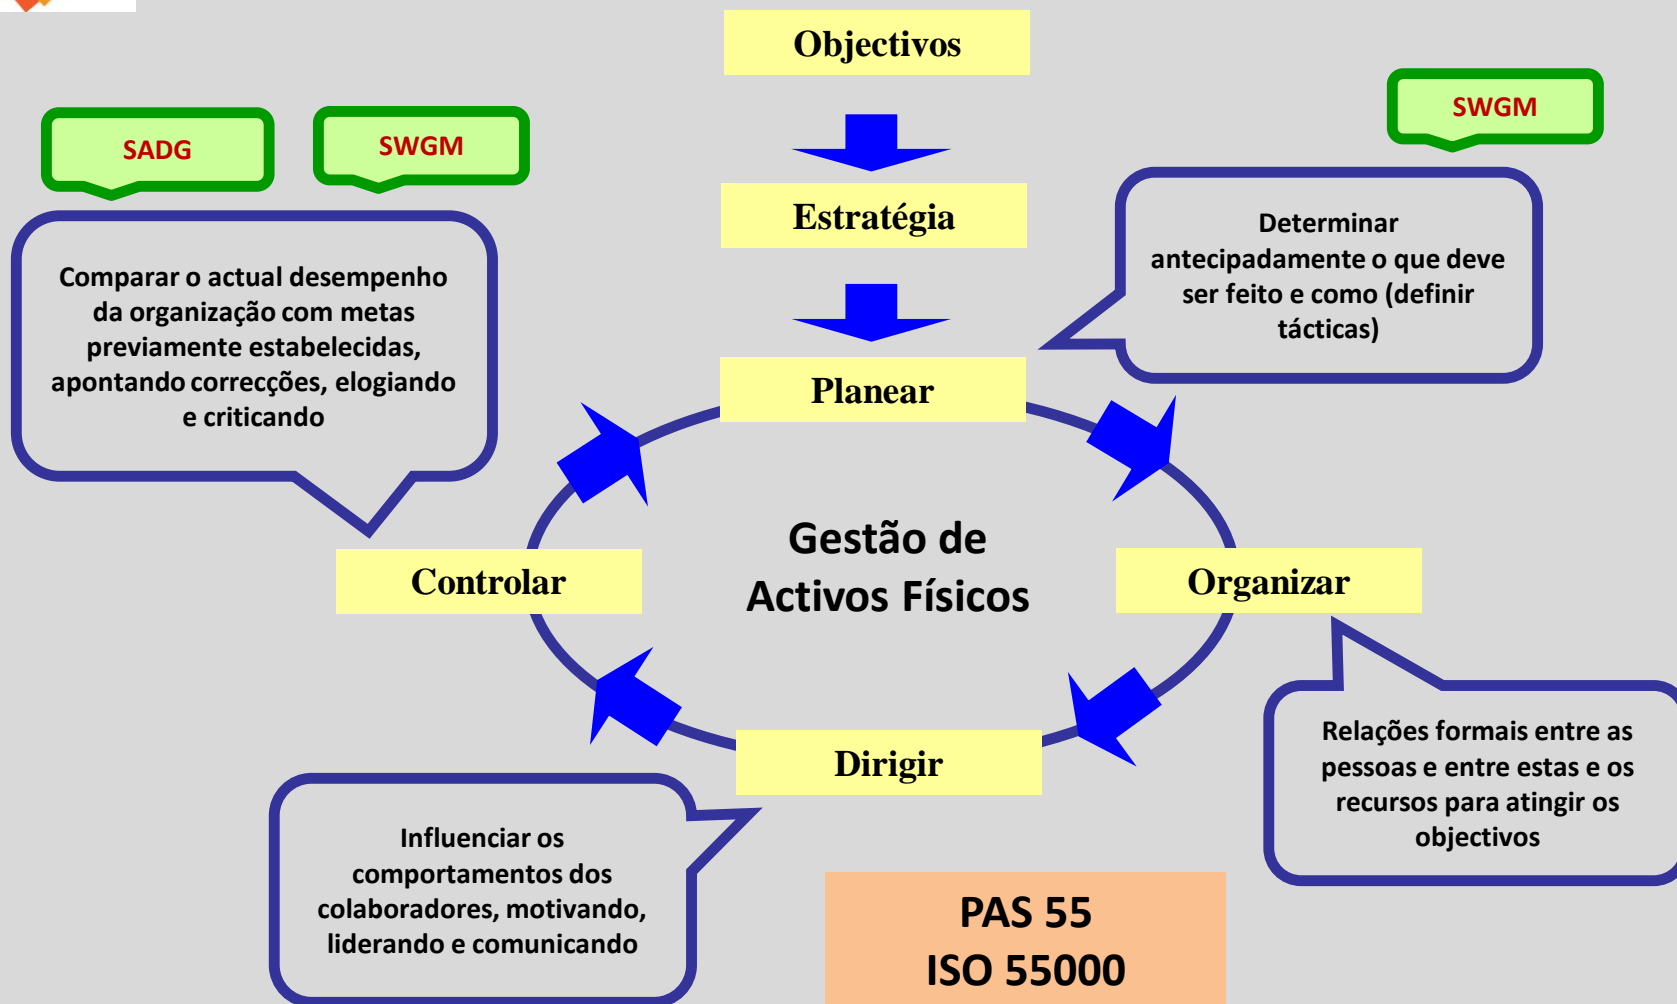 Objectivos
SADG
SWGM
SWGM
Estratégia
Determinar
antecipadamente o que deve
ser feito e como (definir
tácticas)
Comparar o actual desempenho
da organização com metas
previamente estabelecidas,
apontando correcções, elogiando
e criticando
Planear
Gestão de
Activos Físicos
Controlar
Organizar
Dirigir
Relações formais entre as
pessoas e entre estas e os
recursos para atingir os
objectivos
Influenciar os
comportamentos dos
colaboradores, motivando,
liderando e comunicando
PAS 55
ISO 55000